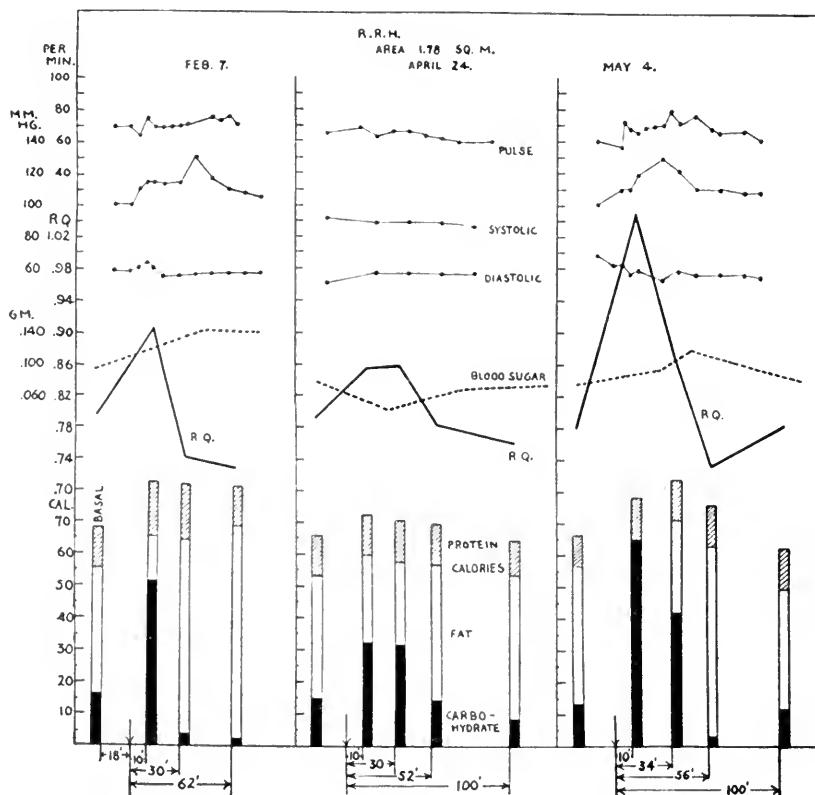 R.R.H.
AREA 1.78 SQ. M.
FEB. 7.
APRIL 24.
MAY 4.
PER
MIN.
100
80
MM.
HG.
140 60
120 40
100
RQ
80 1.02
60 .98
.94
GM.
.140 .90
.100 .86
.060 .82
.78
.74
.70
CAL.
70
60
50
40
30
20
10
BASAL
PULSE
SYSTOLIC
DIASTOLIC
BLOOD SUGAR
R.Q.
R.Q.
R.Q.
PROTEIN
CALORIES
FAT
CARBO-
HYDRATE
18'
10'
30'
62'
10'
30
52'
100'
10'
34'
56'
100'